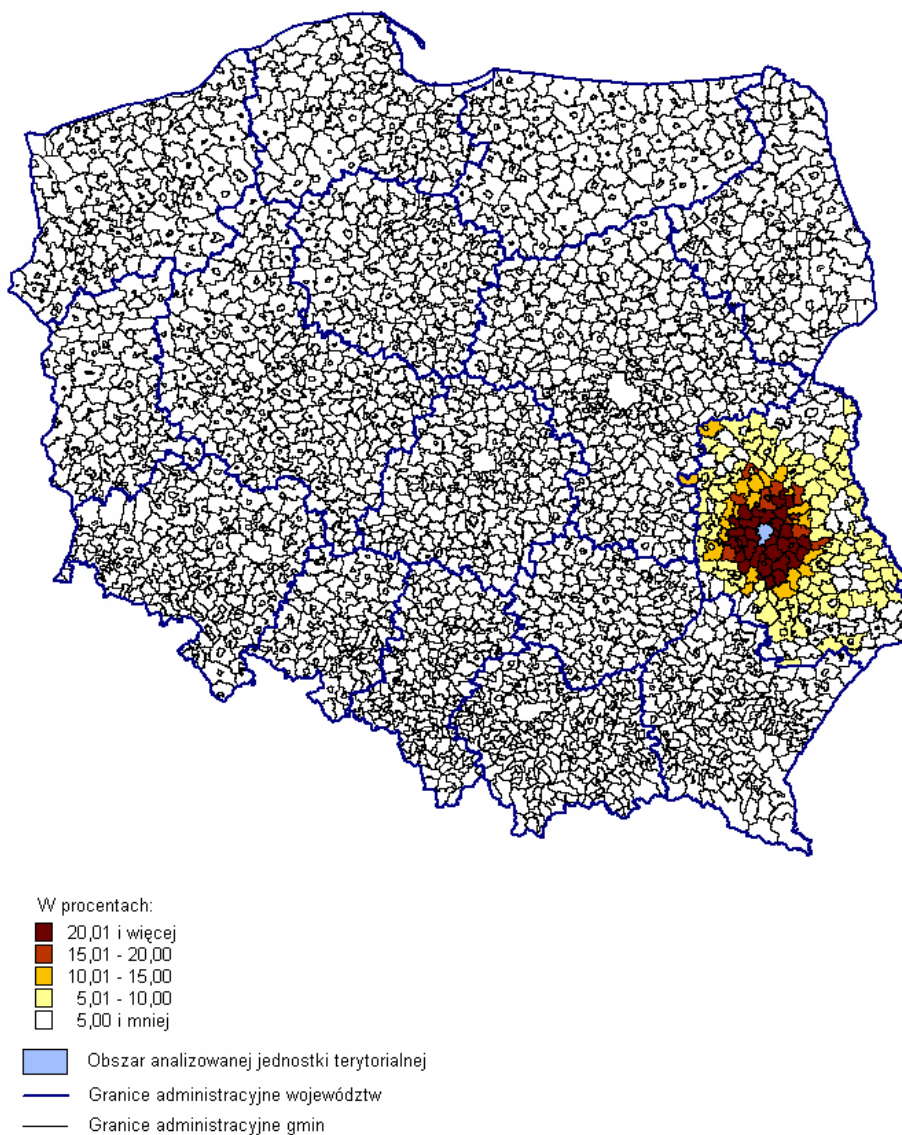 W procentach:
20,01 i więcej
15,01 - 20,00
10,01 - 15,00
5,01 - 10,00
5,00 i mniej
Obszar analizowanej jednostki terytorialnej
Granice administracyjne województw
Granice administracyjne gmin